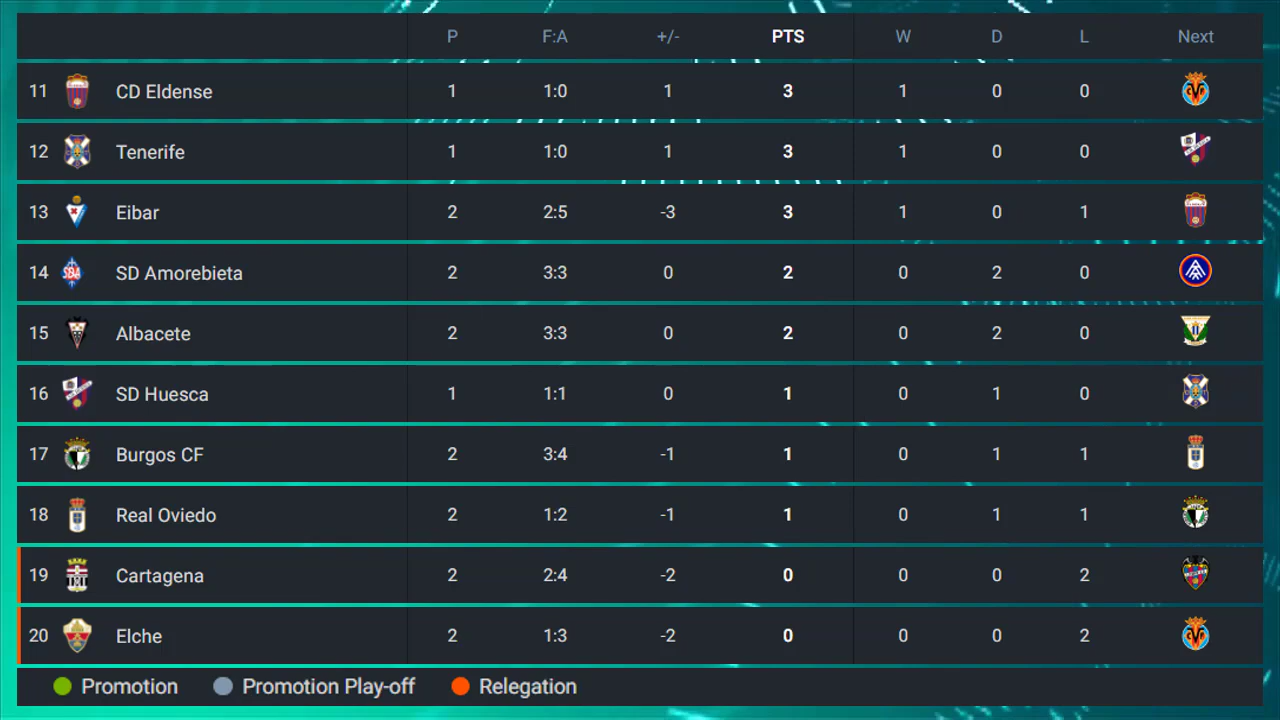 P F:A +/- PTS W D L Next
11 CD Eldense 1 1:0 1 3 1 0 0
12 Tenerife 1 1:0 1 3 1 0 0
13 Eibar 2 2:5 -3 3 1 0 1
14 SD Amorebieta 2 3:3 0 2 0 2 0
15 Albacete 2 3:3 0 2 0 2 0
16 SD Huesca 1 1:1 0 1 0 1 0
17 Burgos CF 2 3:4 -1 1 0 1 1
18 Real Oviedo 2 1:2 -1 1 0 1 1
19 Cartagena 2 2:4 -2 0 0 0 2
20 Elche 2 1:3 -2 0 0 0 2
Promotion Promotion Play-off Relegation